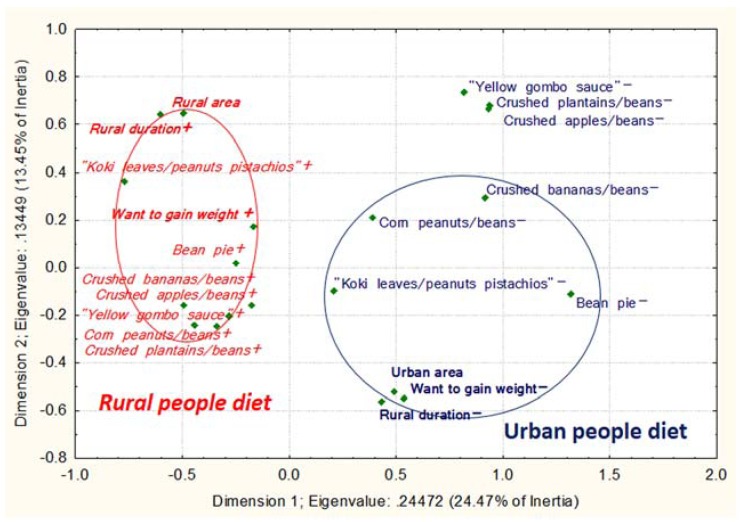 1.0
0.8
0.6
0.4
0.2
0.0
-0.2
-0.4
-0.6
-0.8
Dimension 2; Eigenvalue: .13449 (13.45% of Inertia)
"Yellow gombo sauce"−
Crushed plantains/beans−
Crushed apples/beans−
Rural area
Rural duration+
"Koki leaves/peanuts pistachios"+
Want to gain weight +
Bean pie+
Crushed bananas/beans+
Crushed apples/beans+
"Yellow gombo sauce"+
Corn peanuts/beans+
Crushed plantains/beans+
Rural people diet
Crushed bananas/beans−
Corn peanuts/beans−
"Koki leaves/peanuts pistachios" −
Bean pie−
Urban area
Want to gain weight−
Rural duration−
Urban people diet
-1.0 -0.5 0.0 0.5 1.0 1.5 2.0
Dimension 1; Eigenvalue: .24472 (24.47% of Inertia)